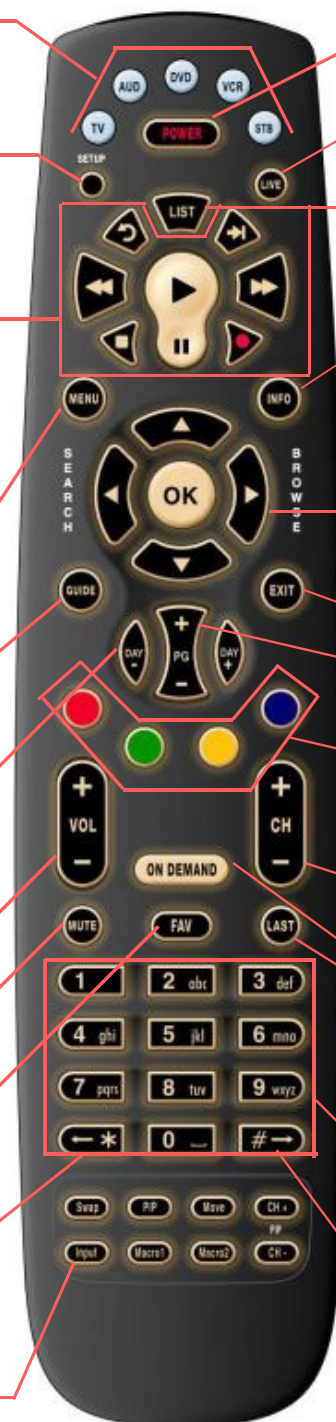 AUD DVD VCR
TV POWER STB
SETUP
LIVE
LIST
MENU INFO
SEARCH OK BROWSE
GUIDE EXIT
DAY - + PG - DAY +
+ VOL - + CH -
ON DEMAND
MUTE FAV LAST
1 2 abc 3 def
4 ghi 5 jkl 6 mno
7 pqrs 8 tuv 9 wxyz
←* 0 #→
Swap PIP Move CH +
PIP
Input Macro1 Macro2 CH -